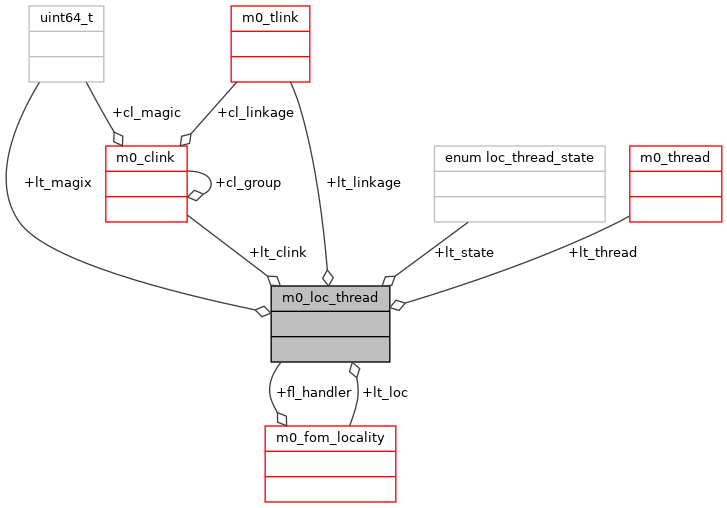 uint64_t
m0_tlink
+cl_magic
+cl_linkage
m0_clink
enum loc_thread_state
m0_thread
+lt_magix
+cl_group
+lt_linkage
+lt_clink
+lt_state
+lt_thread
m0_loc_thread
+fl_handler
+lt_loc
m0_fom_locality